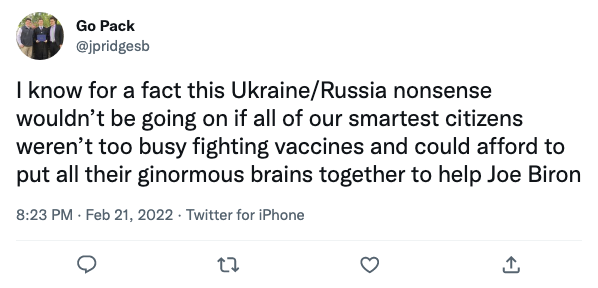 Go Pack
@jpridgesb
I know for a fact this Ukraine/Russia nonsense
wouldn’t be going on if all of our smartest citizens
weren’t too busy fighting vaccines and could afford to
put all their ginormous brains together to help Joe Biron
8:23 PM · Feb 21, 2022 · Twitter for iPhone